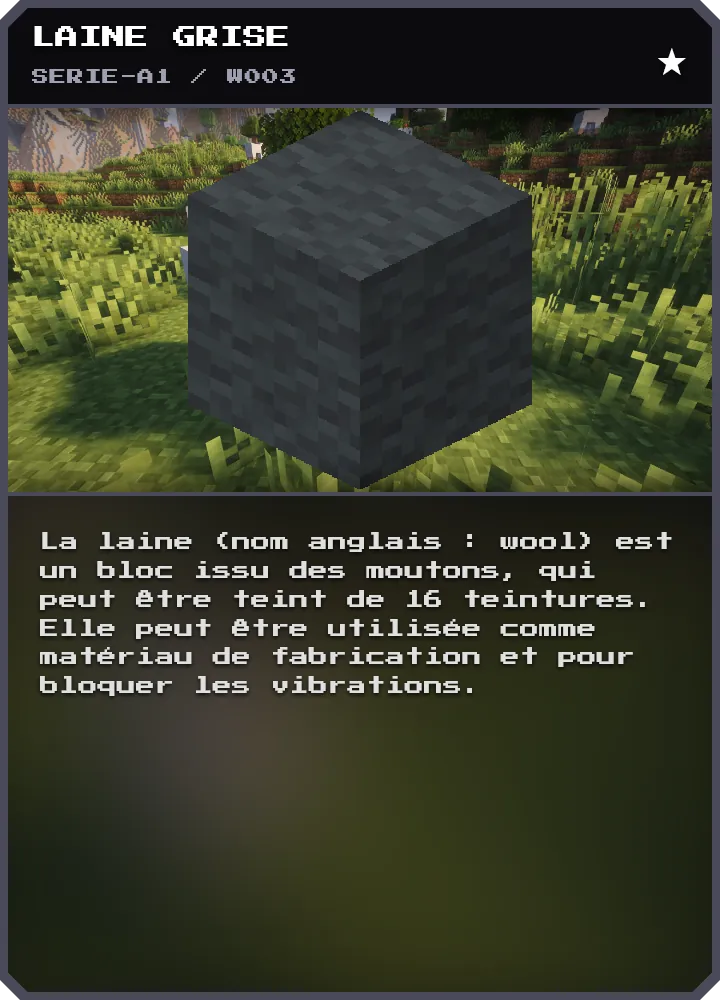 LAINE GRISE
SERIE-A1 / W003
La laine (nom anglais : wool) est
un bloc issu des moutons, qui
peut être teint de 16 teintures.
Elle peut être utilisée comme
matériau de fabrication et pour
bloquer les vibrations.